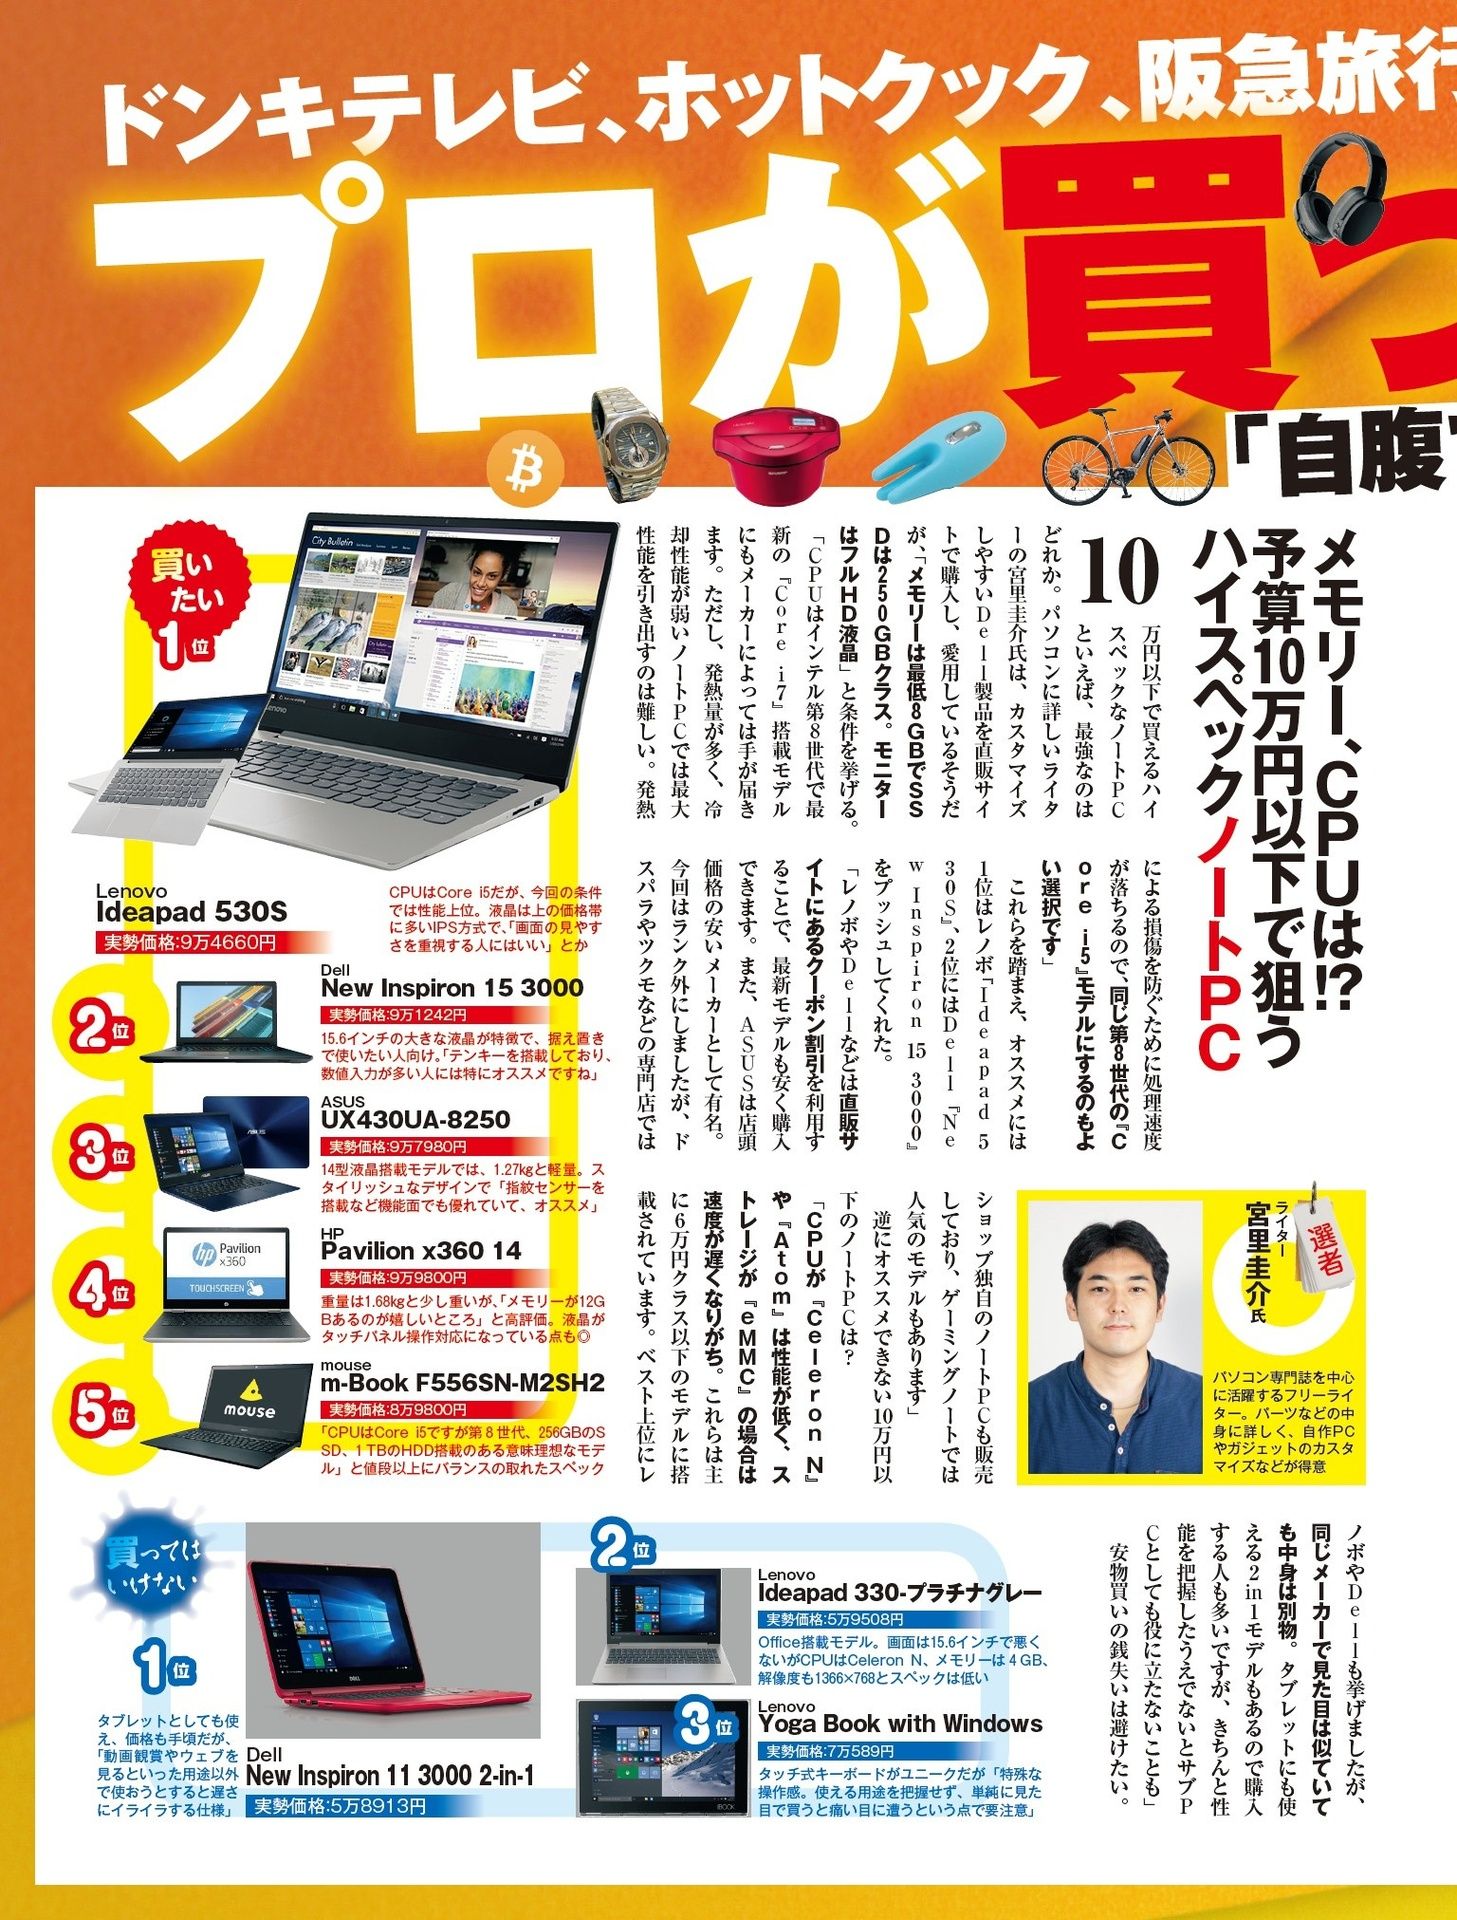 ドンキテレビ、ホットクック、阪急旅行
プロが買っ
「自腹で
メモリー、CPUは!?
予算10万円以下で狙う
ハイスペックノートPC
10万円以下で買えるハイ
スペックなノートPC
といえば、最強なのは
どれか。パソコンに詳しいライタ
ーの宮里圭介氏は、カスタマイズ
しやすいDell製品を直販サイ
トで購入し、愛用しているそうだ
が、「メモリーは最低8GBでSS
Dは250GBクラス。モニター
はフルHD液晶」と条件を挙げる。
「CPUはインテル第8世代で最
新の『Core i7』搭載モデル
にもメーカーによっては手が届き
ます。ただし、発熱量が多く、冷
却性能が弱いノートPCでは最大
性能を引き出すのは難しい。発熱
による損傷を防ぐために処理速度
が落ちるので、同じ第8世代の『C
ore i5』モデルにするのもよ
い選択です」
これらを踏まえ、オススメには
1位はレノボ「Ideapad 5
30S』、2位にはDell『Ne
w Inspiron 15 3000』
をプッシュしてくれた。
「レノボやDellなどは直販サ
イトにあるクーポン割引を利用す
ることで、最新モデルも安く購入
できます。また、ASUSは店頭
価格の安いメーカーとして有名。
今回はランク外にしましたが、ド
スパラやツクモなどの専門店では
ショップ独自のノートPCも販売
しており、ゲーミングノートでは
人気のモデルもあります」
逆にオススメできない10万円以
下のノートPCは?
「CPUが『Celeron N』
や『Atom』は性能が低く、ス
トレージが『eMMC』の場合は
速度が遅くなりがち。これらは主
に6万円クラス以下のモデルに搭
載されています。ベスト上位にレ
ノボやDellも挙げましたが、
同じメーカーで見た目は似ていて
も中身は別物。タブレットにも使
える2in1モデルもあるので購入
する人も多いですが、きちんと性
能を把握したうえでないとサブP
Cとしても役に立たないことも」
安物買いの銭失いは避けたい。
選者
ライター
宮里圭介氏
パソコン専門誌を中心
に活躍するフリーライ
ター。パーツなどの中
身に詳しく、自作PC
やガジェットのカスタ
マイズなどが得意
買い
たい
1位
City Bulletin
lenovo
Lenovo
Ideapad 530S
実勢価格:9万4660円
CPUはCore i5だが、今回の条件
では性能上位。液晶は上の価格帯
に多いIPS方式で、「画面の見やす
さを重視する人にはいい」とか
2位
Dell
New Inspiron 15 3000
実勢価格:9万1242円
15.6インチの大きな液晶が特徴で、据え置き
で使いたい人向け。「テンキーを搭載しており、
数値入力が多い人には特にオススメですね」
3位
ASUS
UX430UA-8250
実勢価格:9万7980円
14型液晶搭載モデルでは、1.27kgと軽量。ス
タイリッシュなデザインで「指紋センサーを
搭載など機能面でも優れていて、オススメ」
4位
hp Pavilion
x360
TOUCHSCREEN
HP
Pavilion x360 14
実勢価格:9万9800円
重量は1.68kgと少し重いが、「メモリーが12G
Bあるのが嬉しいところ」と高評価。液晶が
タッチパネル操作対応になっている点も◎
5位
mouse
mouse
m-Book F556SN-M2SH2
実勢価格:8万9800円
「CPUはCore i5ですが第8世代、256GBのS
SD、1TBのHDD搭載のある意味理想なモデ
ル」と値段以上にバランスの取れたスペック
買っては
いけない
1位
タブレットとしても使
え、価格も手頃だが、
「動画観賞やウェブを
見るといった用途以外
で使おうとすると遅さ
にイライラする仕様」
DELL
Dell
New Inspiron 11 3000 2-in-1
実勢価格:5万8913円
2位
Lenovo
Ideapad 330-プラチナグレー
実勢価格:5万9508円
Office搭載モデル。画面は15.6インチで悪く
ないがCPUはCeleron N、メモリーは4GB、
解像度も1366×768とスペックは低い
3位
Lenovo
Yoga Book with Windows
実勢価格:7万589円
タッチ式キーボードがユニークだが「特殊な
操作感。使える用途を把握せず、単純に見た
目で買うと痛い目に遭うという点で要注意」